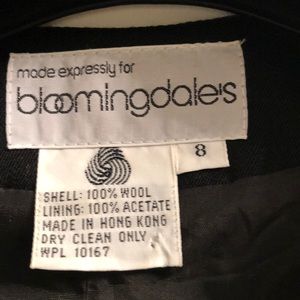 made expressly for
bloomingdale's
8
SHELL: 100% WOOL
LINING: 100% ACETATE
MADE IN HONG KONG
DRY CLEAN ONLY
WPL 10167